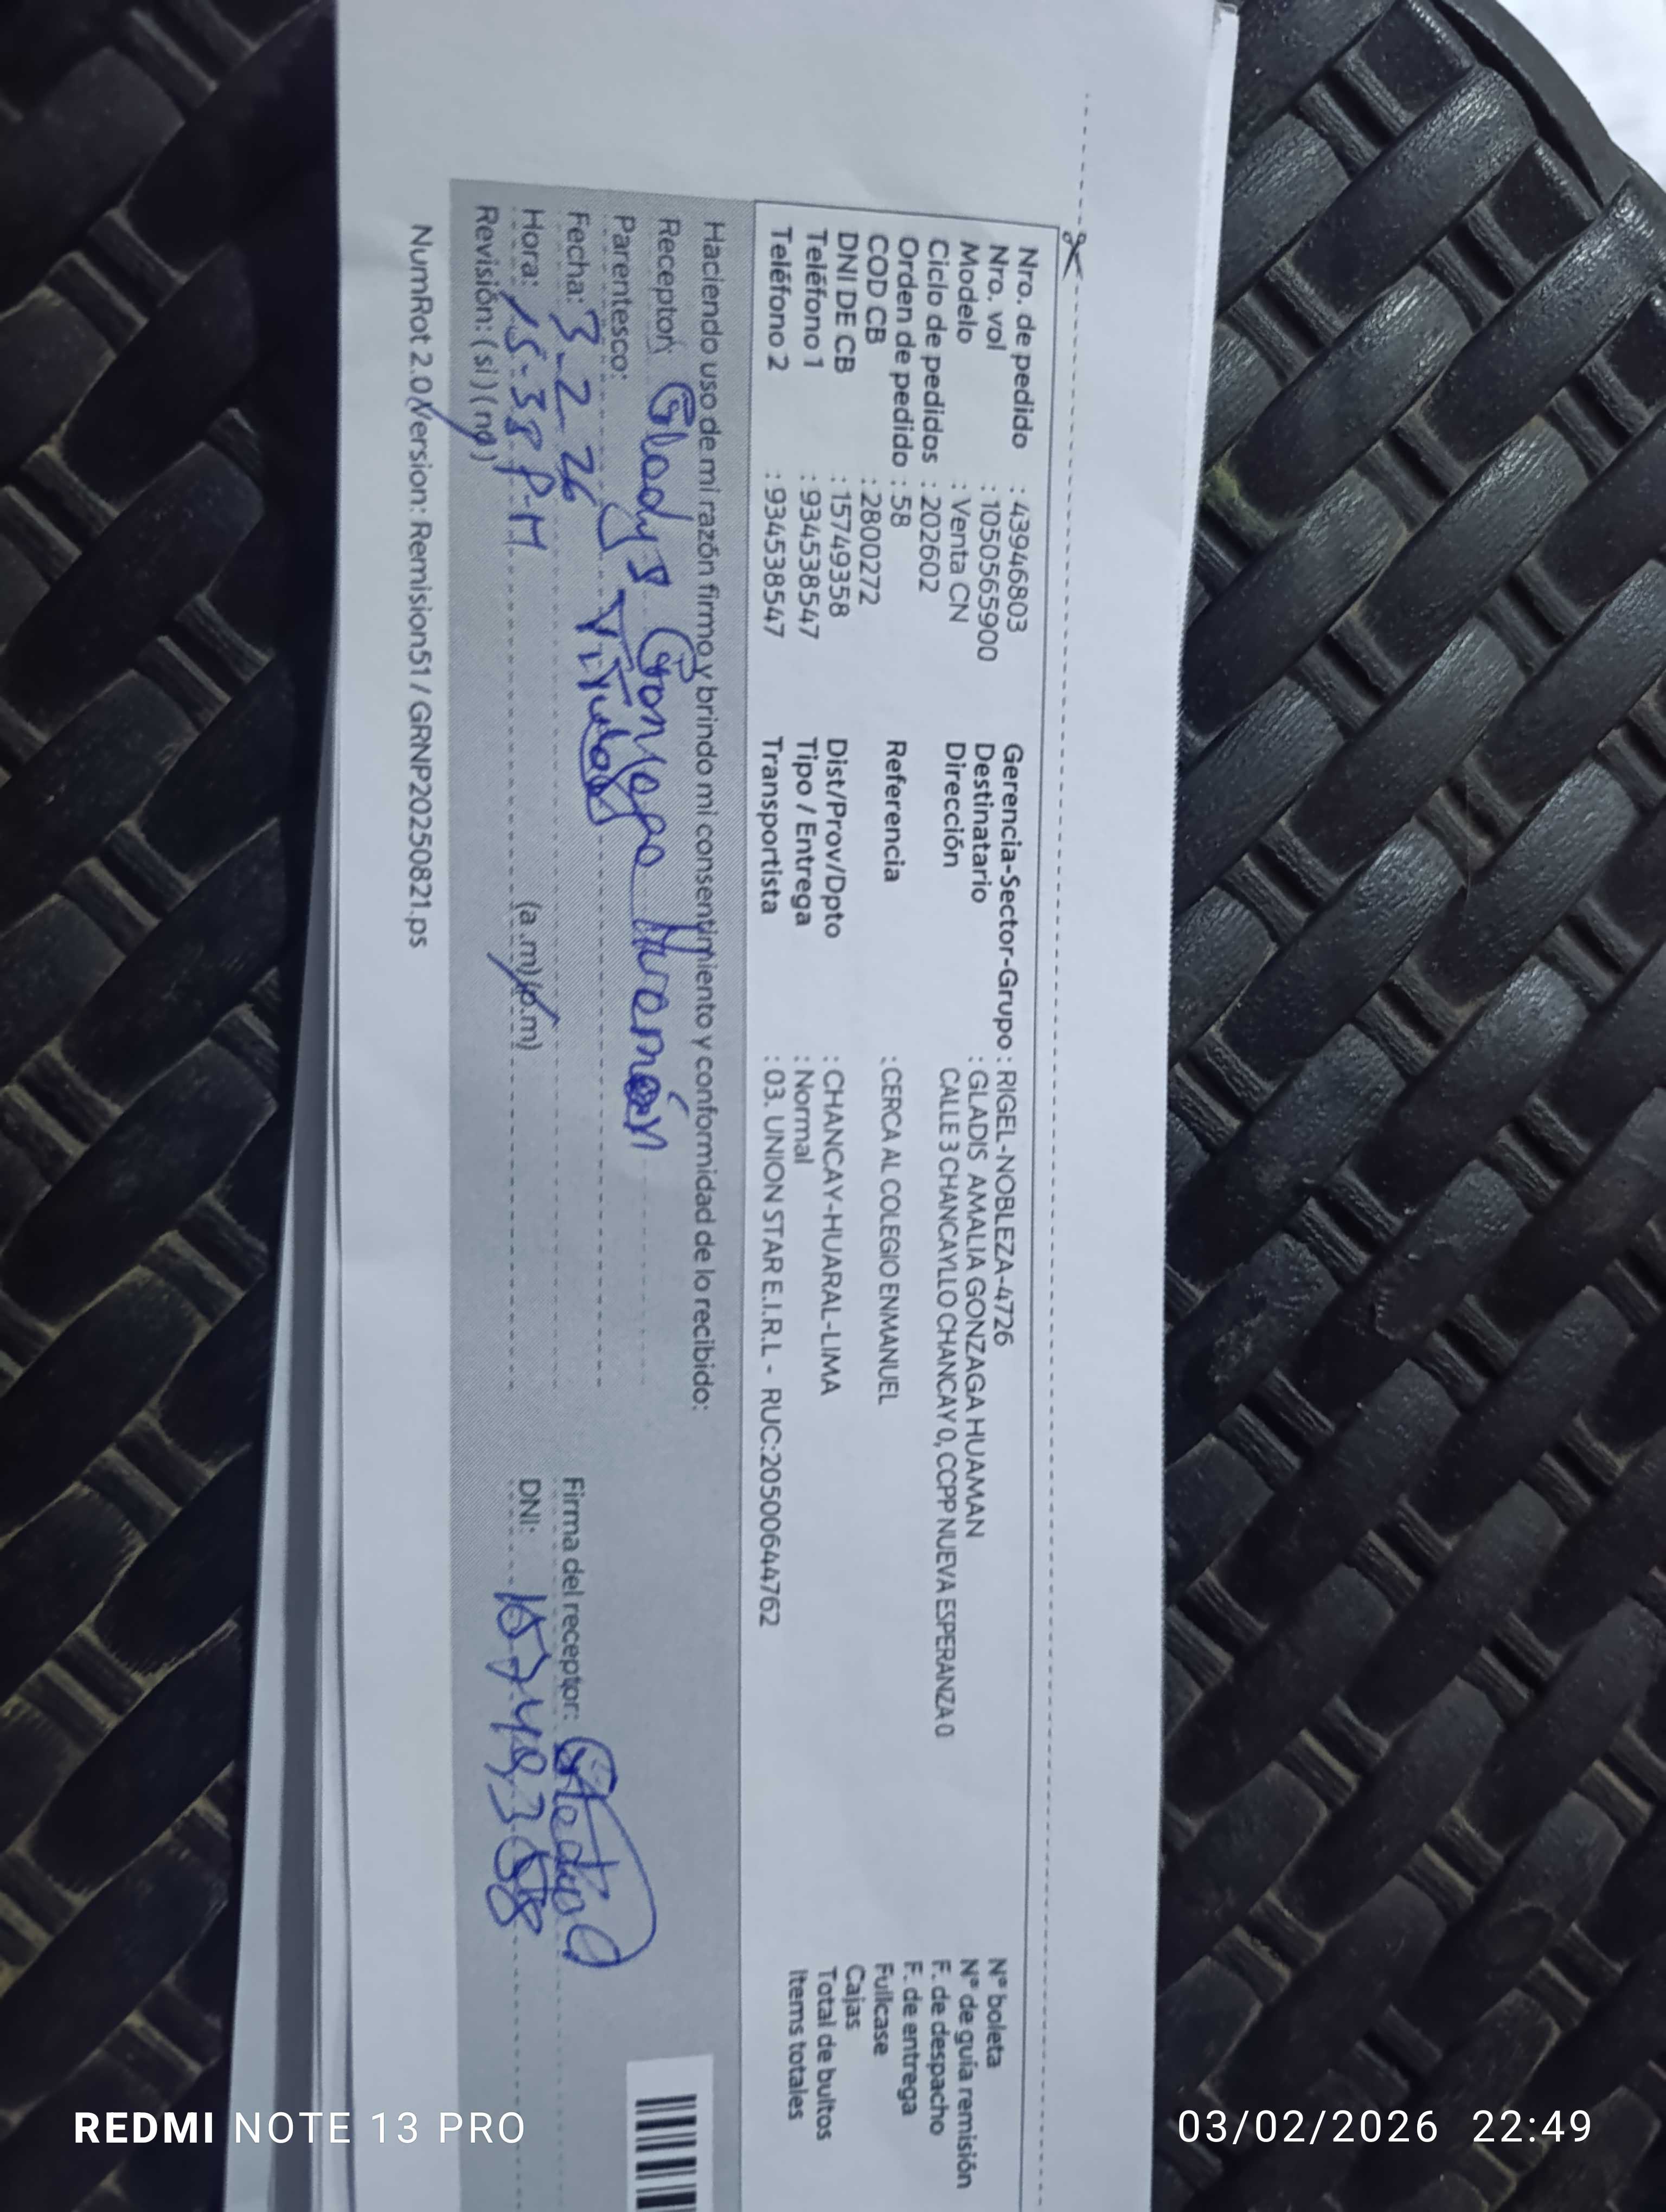 Nro. de pedido : 43946803
Nro. vol : 10505565900
Modelo : Venta CN
Ciclo de pedidos : 202602
Orden de pedido : 58
COD CB : 2800272
DNI DE CB : 15749358
Teléfono 1 : 934538547
Teléfono 2 : 934538547
Gerencia-Sector-Grupo : RIGEL-NOBLEZA-4726
Destinatario : GLADIS AMALIA GONZAGA HUAMAN
Dirección CALLE 3 CHANCAYLLO CHANCAY 0, CCPP NUEVA ESPERANZA 0
Referencia : CERCA AL COLEGIO ENMANUEL
Dist/Prov/Dpto : CHANCAY-HUARAL-LIMA
Tipo / Entrega : Normal
Transportista : 03. UNION STAR E.I.R.L - RUC:20500644762
N° boleta
N° de guía remisión
F. de despacho
F. de entrega
Fullcase
Cajas
Total de bultos
Items totales
Haciendo uso de mi razón firmo y brindo mi consentimiento y conformidad de lo recibido:
Receptor: Gladys Gonzaga Huamán
Parentesco: Titular
Fecha: 3-2-26
Firma del receptor:
Hora: 15-38 P-M (a.m)/(p.m)
DNI: 15749358
Revisión: (si) (no)
NumRot 2.0/Version: Remision51 / GRNP20250821.ps
REDMI NOTE 13 PRO
03/02/2026 22:49